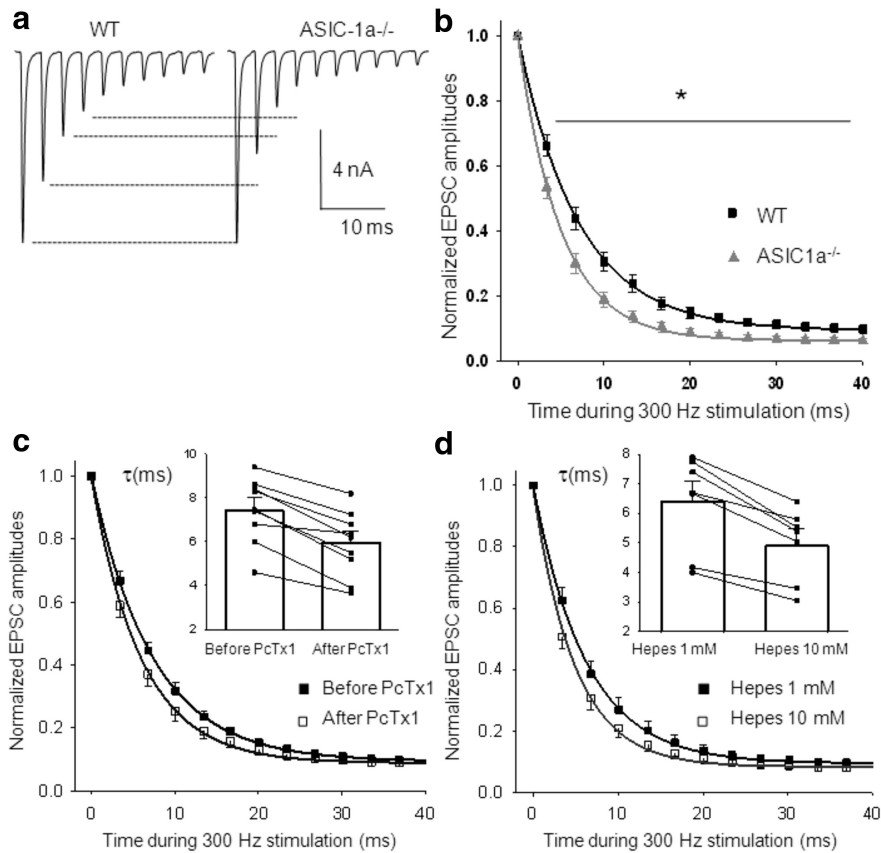 a
WT
ASIC-1a-/-
4 nA
10 ms
b
Normalized EPSC amplitudes
1.0
0.8
0.6
0.4
0.2
0.0
*
WT
ASIC1a-/-
0
10
20
30
40
Time during 300 Hz stimulation (ms)
c
Normalized EPSC amplitudes
1.0
0.8
0.6
0.4
0.2
0.0
τ(ms)
10
8
6
4
2
Before PcTx1
After PcTx1
Before PcTx1
After PcTx1
0
10
20
30
40
Time during 300 Hz stimulation (ms)
d
Normalized EPSC amplitudes
1.0
0.8
0.6
0.4
0.2
0.0
τ(ms)
8
7
6
5
4
3
2
Hepes 1 mM
Hepes 10 mM
Hepes 1 mM
Hepes 10 mM
0
10
20
30
40
Time during 300 Hz stimulation (ms)